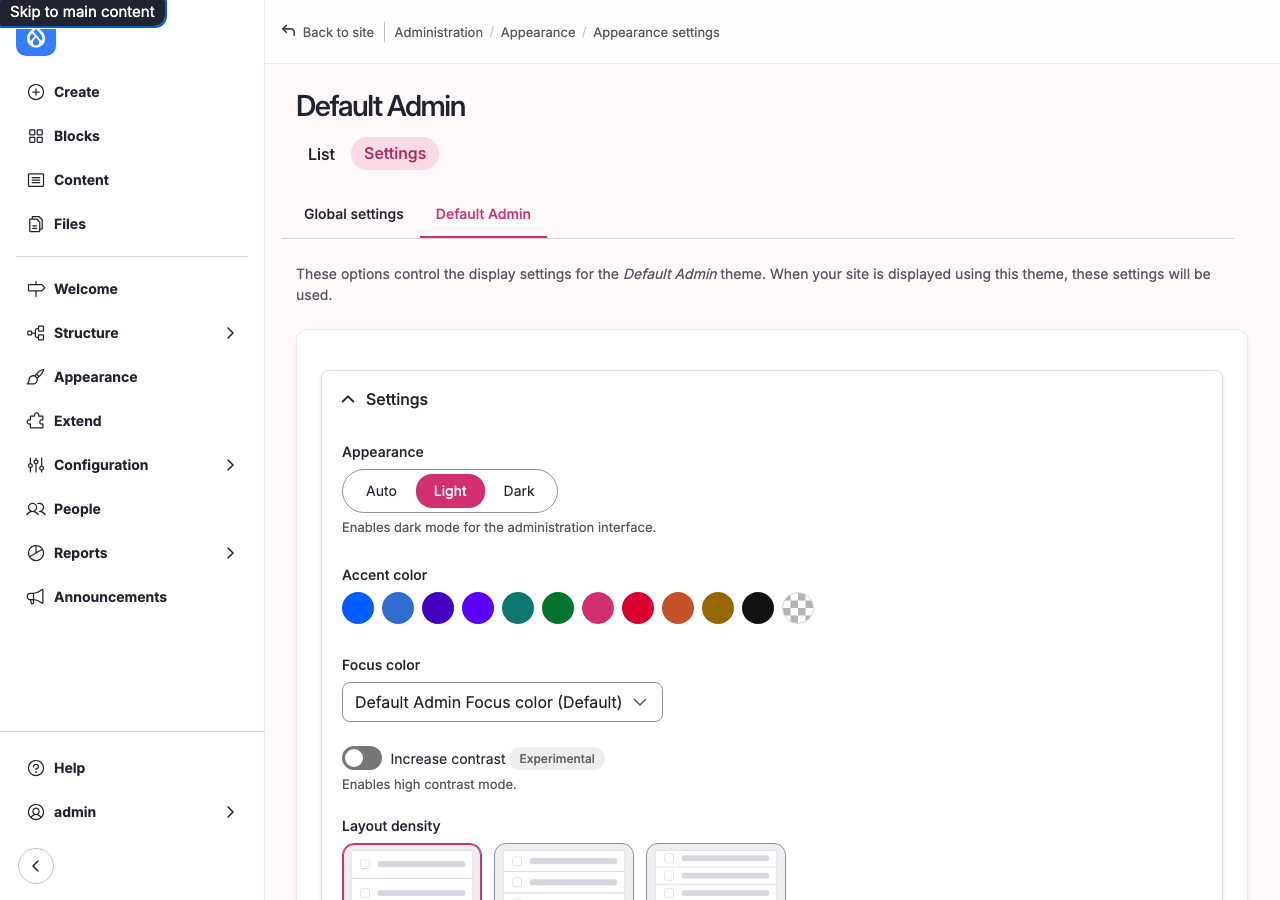 Skip to main content
Create
Blocks
Content
Files
Welcome
Structure
Appearance
Extend
Configuration
People
Reports
Announcements
Help
admin
Back to site
Administration / Appearance / Appearance settings
Default Admin
List
Settings
Global settings
Default Admin
These options control the display settings for the Default Admin theme. When your site is displayed using this theme, these settings will be
used.
Settings
Appearance
Auto
Light
Dark
Enables dark mode for the administration interface.
Accent color
Focus color
Default Admin Focus color (Default)
Increase contrast
Experimental
Enables high contrast mode.
Layout density